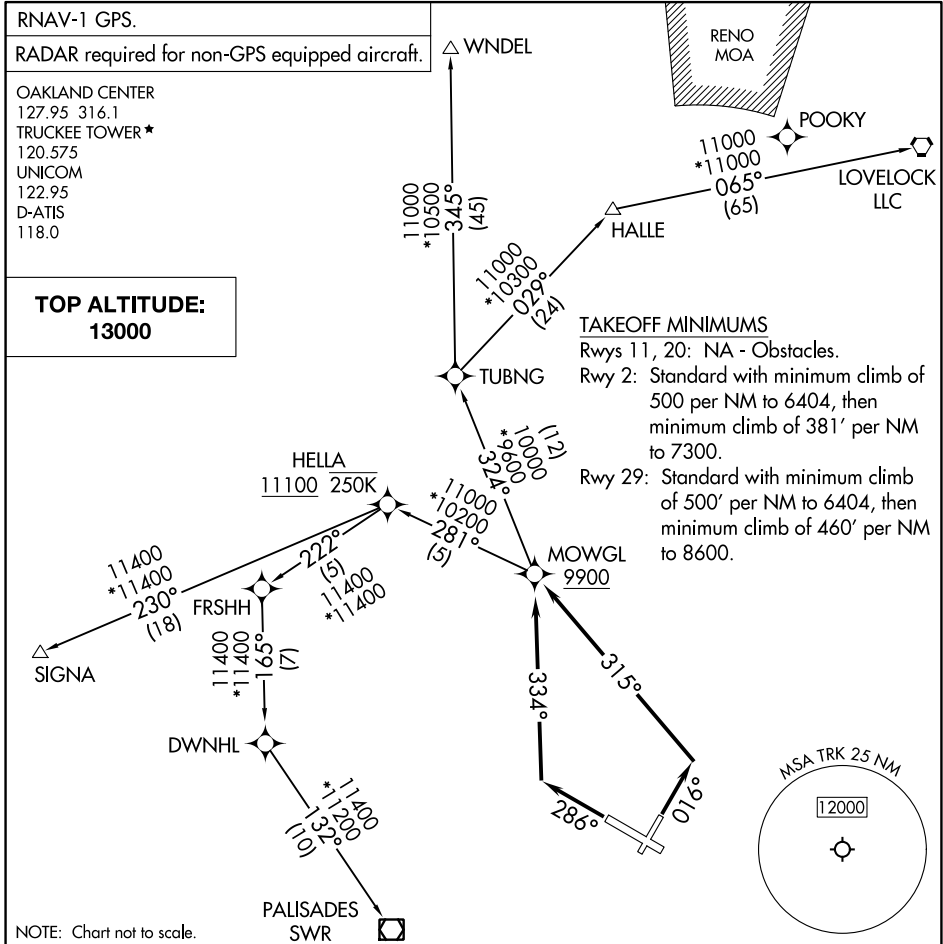 RNAV-1 GPS.
RADAR required for non-GPS equipped aircraft.
OAKLAND CENTER
127.95 316.1
TRUCKEE TOWER★
120.575
UNICOM
122.95
D-ATIS
118.0
TOP ALTITUDE:
13000
WNDEL
RENO
MOA
POOKY
LOVELOCK
LLC
11000
*11000
065°
(65)
HALLE
11000
*10500
345°
(45)
11000
*10300
029°
(24)
TUBNG
TAKEOFF MINIMUMS
Rwys 11, 20: NA - Obstacles.
Rwy 2: Standard with minimum climb of
500 per NM to 6404, then
minimum climb of 381' per NM
to 7300.
Rwy 29: Standard with minimum climb
of 500' per NM to 6404, then
minimum climb of 460' per NM
to 8600.
(12)
10000
*9600
324°
HELLA
11100 250K
11000
*10200
281°
(5)
MOWGL
9900
222°
(5)
11400
*11400
11400
*11400
230°
(18)
FRSHH
SIGNA
11400
*11400
165°
(7)
DWNHL
11400
*11200
132°
(10)
PALISADES
SWR
334°
315°
286°
016°
MSA TRK 25 NM
12000
NOTE: Chart not to scale.